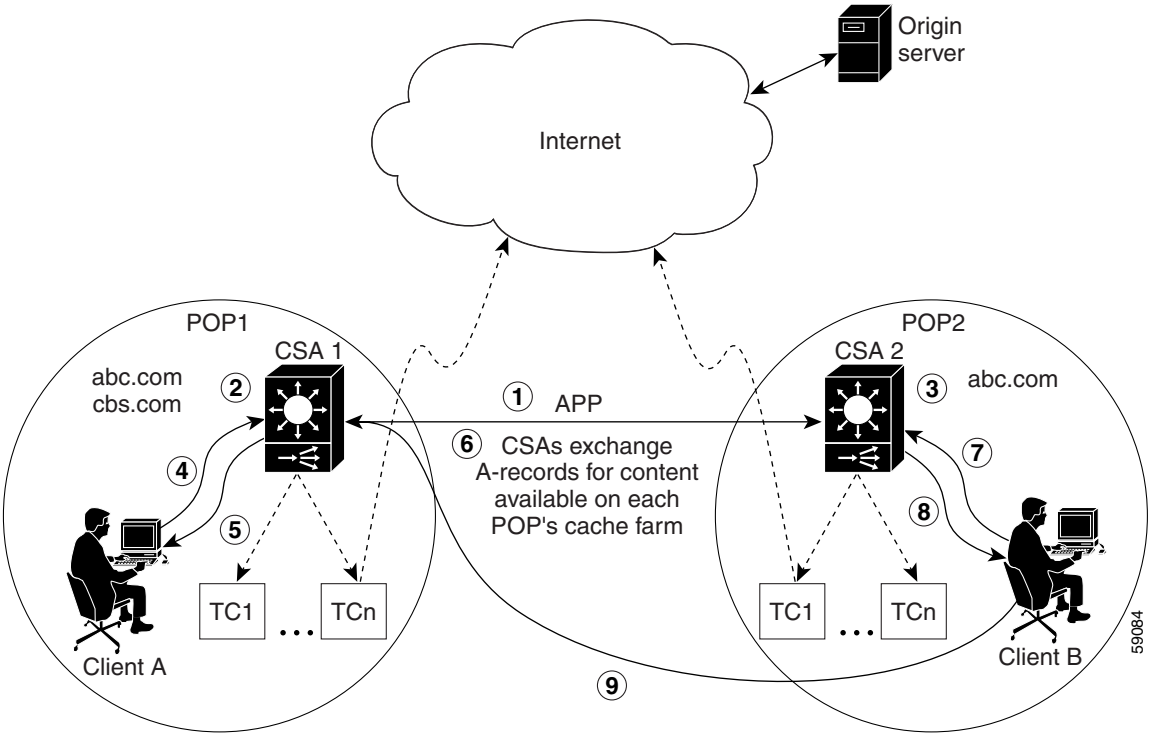 Origin
server
Internet
POP1
CSA 1
abc.com
cbs.com
2
4
5
TC1
...
TCn
Client A
1
APP
6
CSAs exchange
A-records for content
available on each
POP's cache farm
9
POP2
CSA 2
3
abc.com
7
8
TC1
...
TCn
Client B
59084